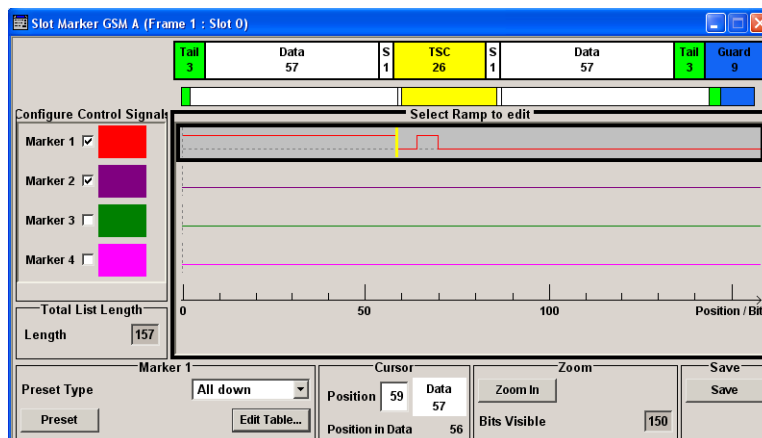 Slot Marker GSM A (Frame 1 : Slot 0)
Tail Data S TSC S Data Tail Guard
3 57 1 26 1 57 3 9
Configure Control Signals
Select Ramp to edit
Marker 1
Marker 2
Marker 3
Marker 4
0 50 100 Position / Bit
Total List Length
Length 157
Marker 1
Preset Type All down
Preset Edit Table...
Cursor
Position 59 Data
57
Position in Data 56
Zoom
Zoom In
Bits Visible 150
Save
Save